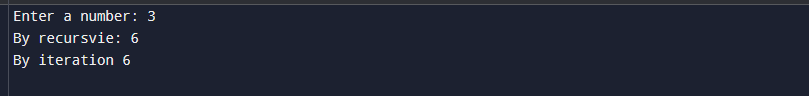 Enter a number: 3
By recursvie: 6
By iteration 6